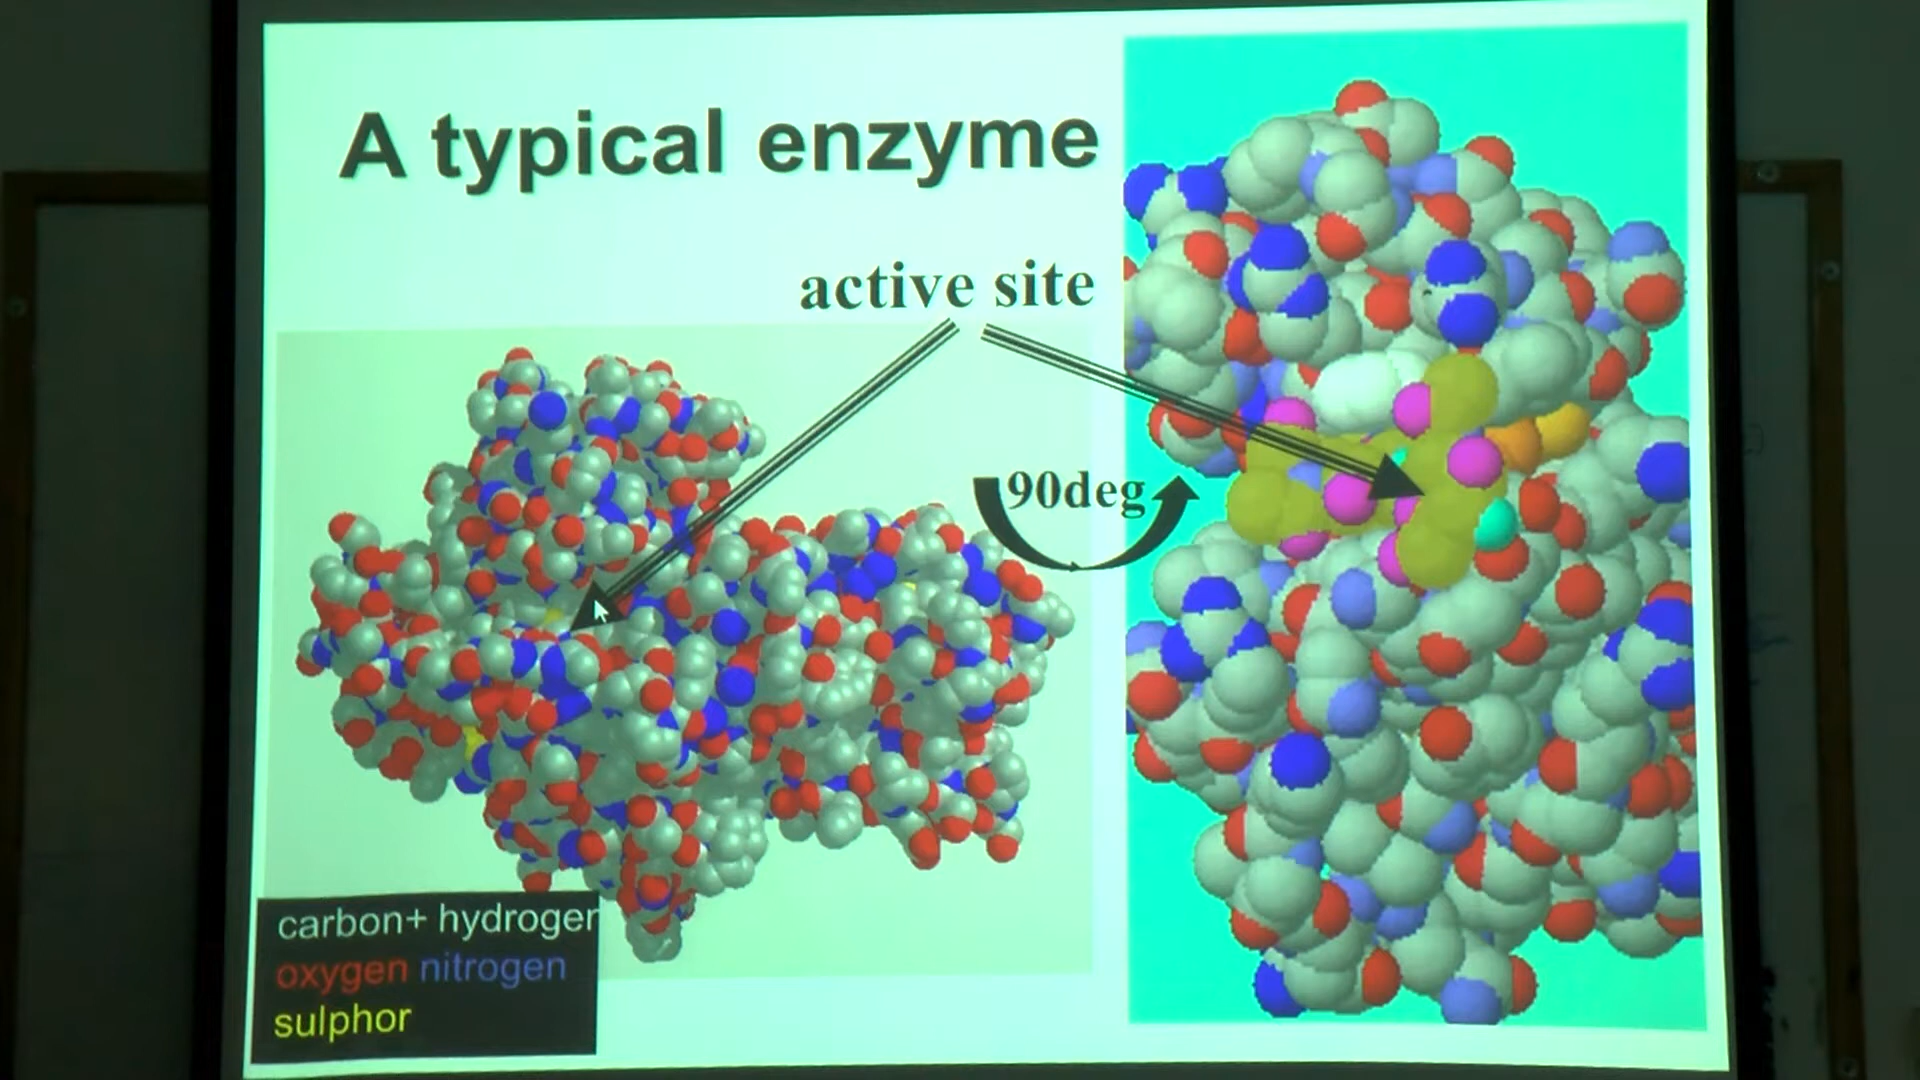 A typical enzyme
active site
90deg
carbon+ hydrogen
oxygen nitrogen
sulphor